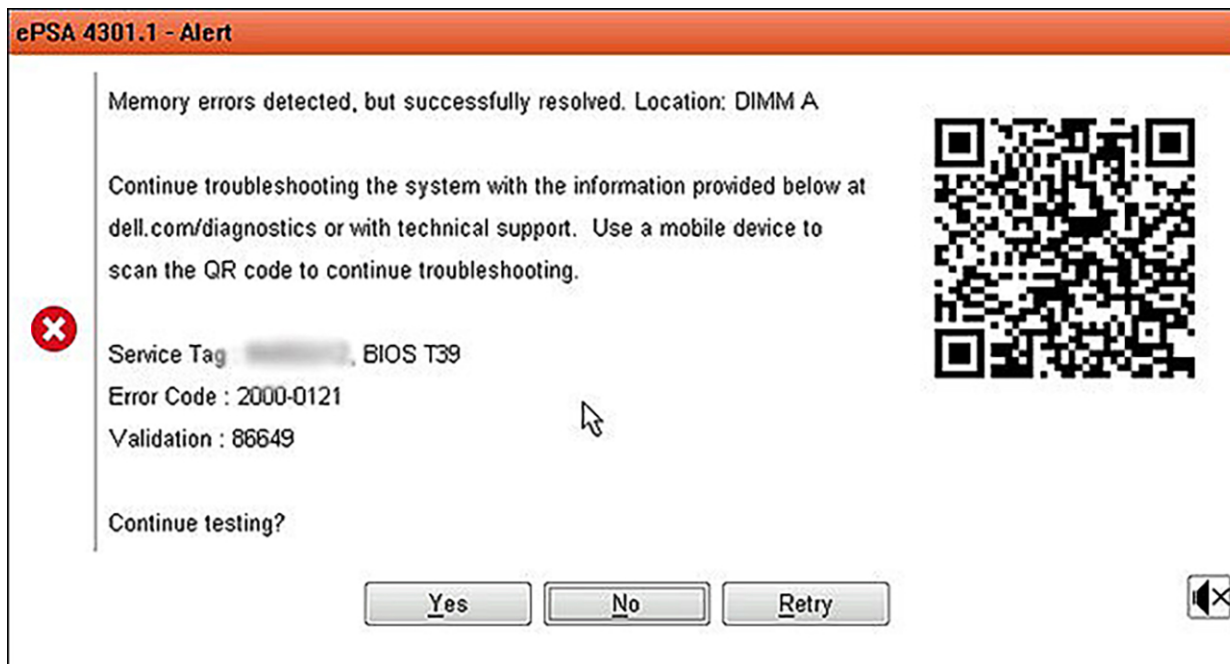 ePSA 4301.1 - Alert
Memory errors detected, but successfully resolved. Location: DIMM A
Continue troubleshooting the system with the information provided below at
dell.com/diagnostics or with technical support. Use a mobile device to
scan the QR code to continue troubleshooting.
Service Tag : , BIOS T39
Error Code : 2000-0121
Validation : 86649
Continue testing?
Yes No Retry